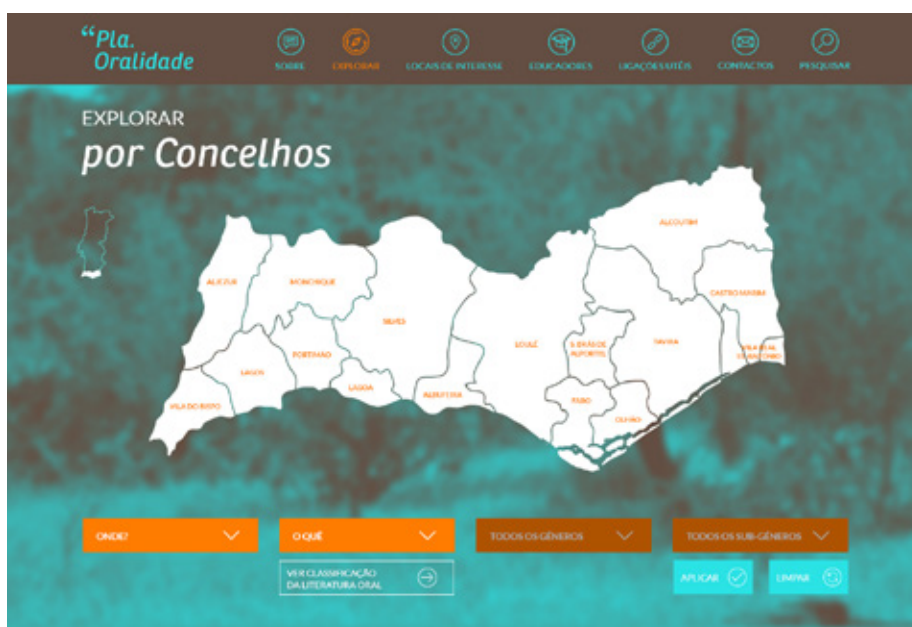 “Pla.
Oralidade
SOBRE
EXPLORAR
LOCAIS DE INTERESSE
EDUCADORES
LIGAÇÕES UTÉIS
CONTACTOS
PESQUISAR
EXPLORAR
por Concelhos
ALCOUTIM
ALJEZUR
MONCHIQUE
CASTRO MARIM
SILVES
LOULÉ
S. BRÁS DE
ALPORTEL
TAVIRA
VILA REAL
STO ANTÓNIO
PORTIMÃO
LAGOS
LAGOA
ALBUFEIRA
VILA DO BISPO
FARO
OLHÃO
ONDE?
O QUÊ
TODOS OS GÉNEROS
TODOS OS SUB-GÉNEROS
VER CLASSIFICAÇÃO
DA LITERATURA ORAL
APLICAR
LIMPAR